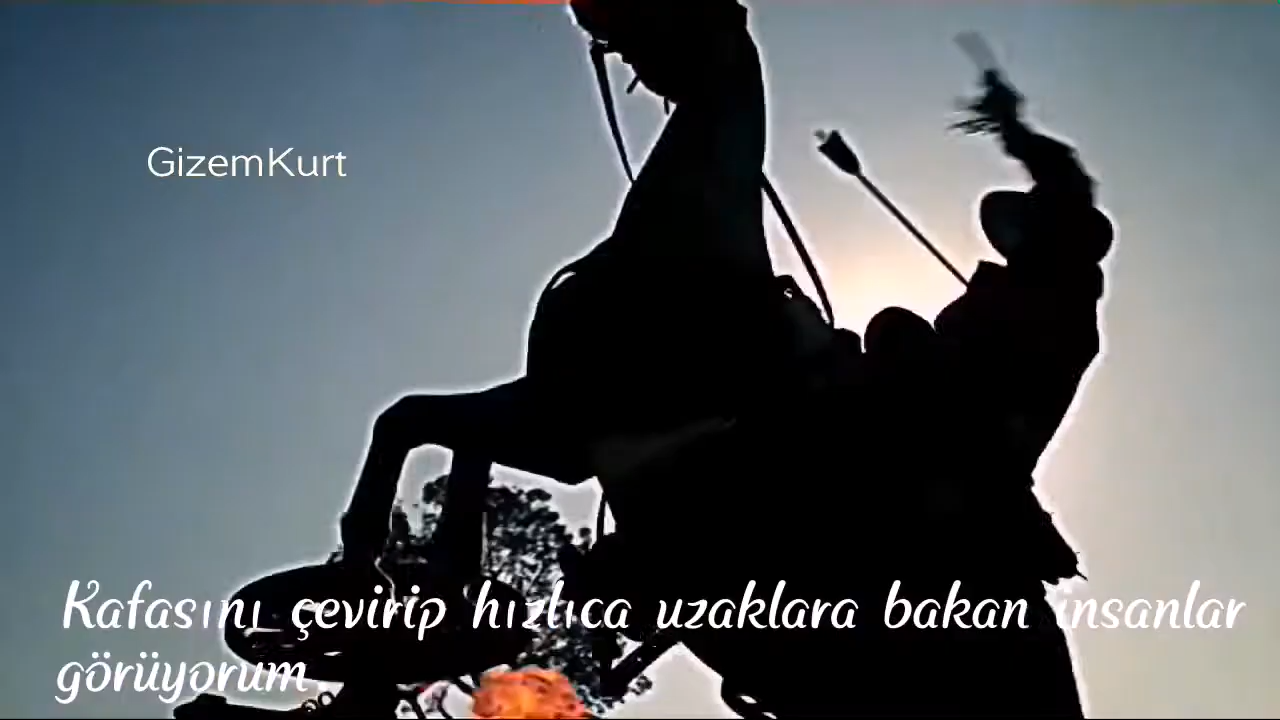 GizemKurt
Kafasını çevirip hızlıca uzaklara bakan insanlar
görüyorum